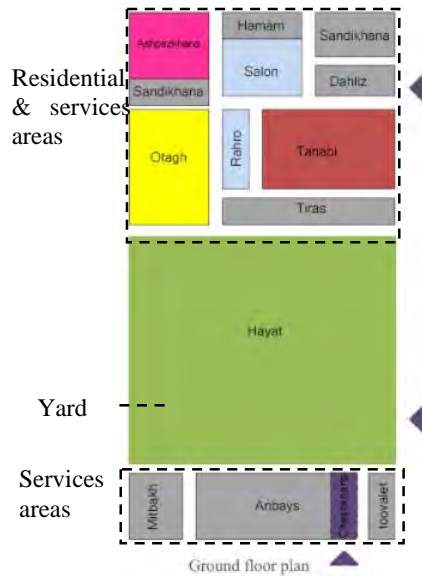 Ashpazkhana
Hamam
Sandikhana
Residential
& services
areas
Salon
Sandikhana
Dahliz
Otagh
Rahro
Tanabi
Tiras
Hayat
Yard
Services
areas
Mitbakh
Anbays
toovalet
Ground floor plan